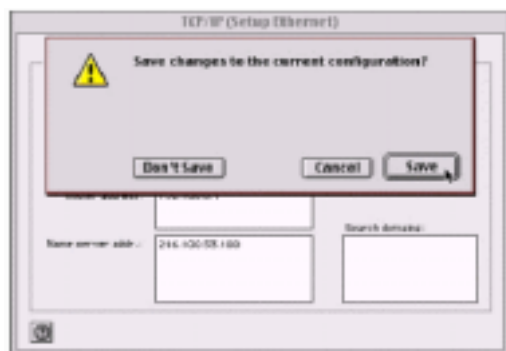 TCP/IP (Setup Ethernet)
Save changes to the current configuration?
Don't Save
Cancel
Save
Search domains:
Name server addr.: